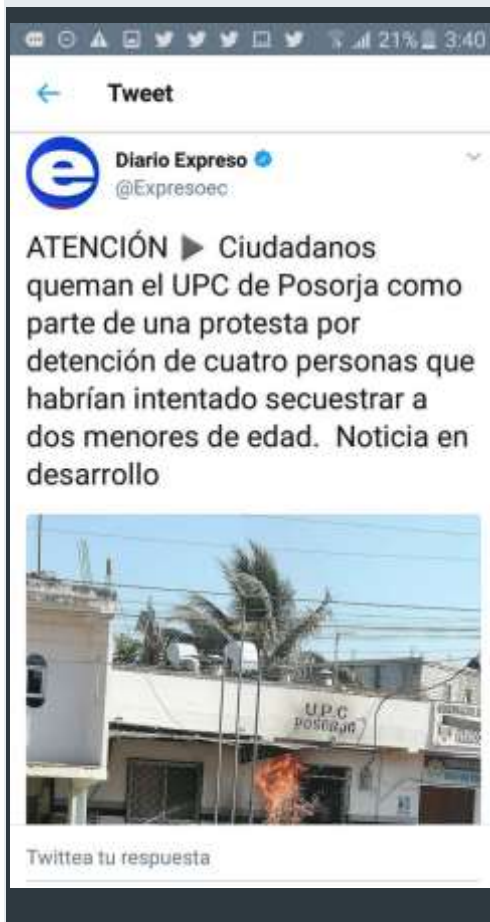 21% 3:40
Tweet
Diario Expreso
@Expresoec
ATENCIÓN ▶ Ciudadanos
queman el UPC de Posorja como
parte de una protesta por
detención de cuatro personas que
habrían intentado secuestrar a
dos menores de edad. Noticia en
desarrollo
U.P.C
POSORJA
Twittea tu respuesta